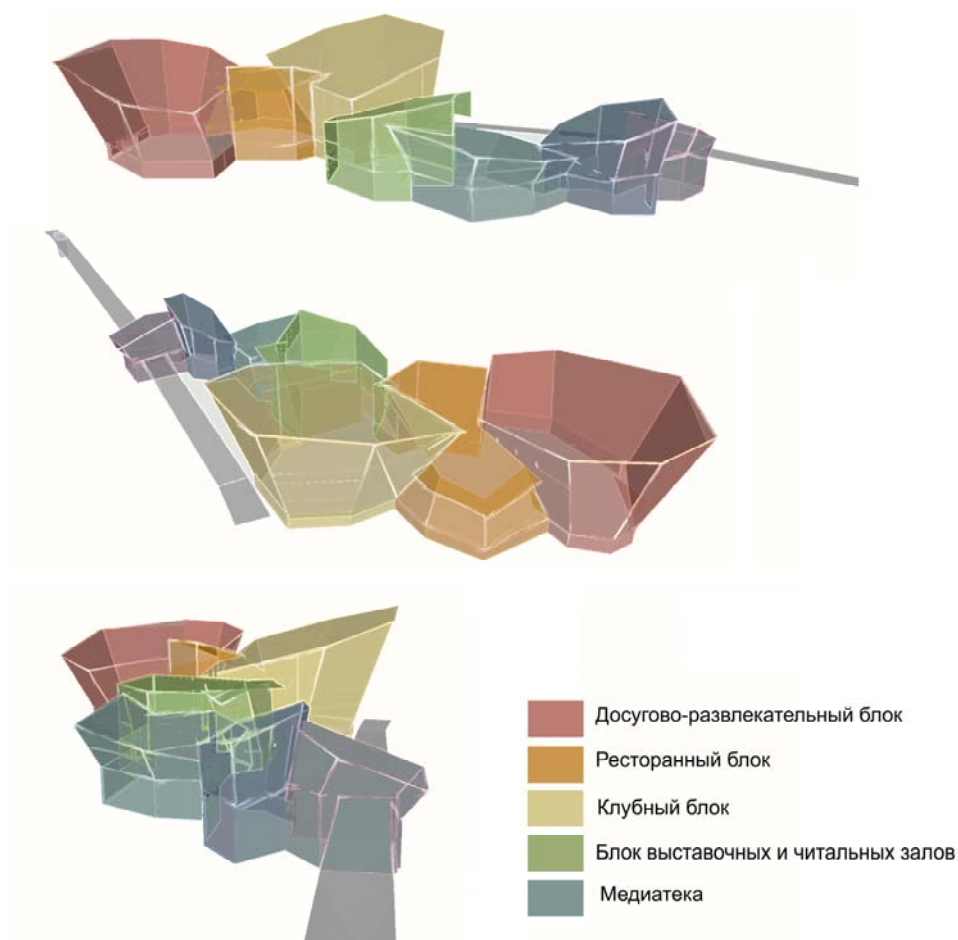 Досугово-развлекательный блок
Ресторанный блок
Клубный блок
Блок выставочных и читальных залов
Медиатека